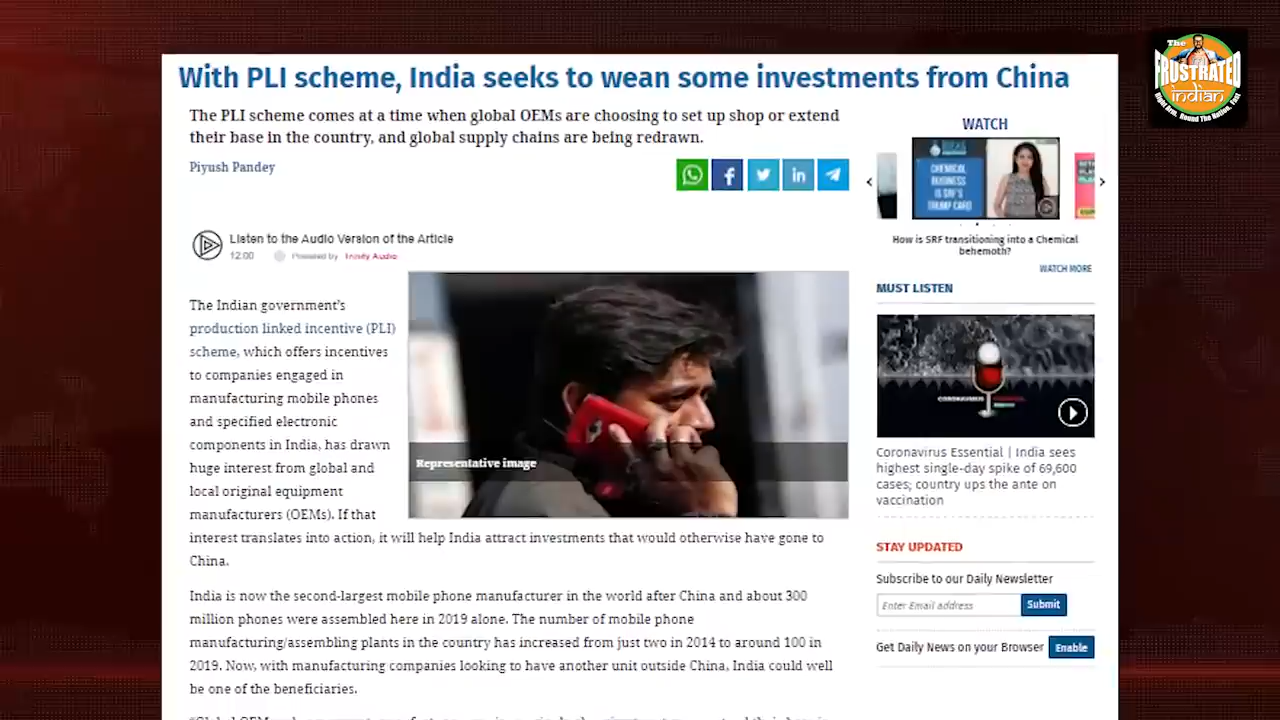 With PLI scheme, India seeks to wean some investments from China
The PLI scheme comes at a time when global OEMs are choosing to set up shop or extend
their base in the country, and global supply chains are being redrawn.
Piyush Pandey
Listen to the Audio Version of the Article
12:00 Powered by Trinity Audio
Representative image
The Indian government's
production linked incentive (PLI)
scheme, which offers incentives
to companies engaged in
manufacturing mobile phones
and specified electronic
components in India, has drawn
huge interest from global and
local original equipment
manufacturers (OEMs). If that
interest translates into action, it will help India attract investments that would otherwise have gone to
China.
India is now the second-largest mobile phone manufacturer in the world after China and about 300
million phones were assembled here in 2019 alone. The number of mobile phone
manufacturing/assembling plants in the country has increased from just two in 2014 to around 100 in
2019. Now, with manufacturing companies looking to have another unit outside China, India could well
be one of the beneficiaries.
WATCH
CHEMICAL
BUSINESS
IS SRF'S
TRUMP CARD
How is SRF transitioning into a Chemical
behemoth?
WATCH MORE
MUST LISTEN
Coronavirus Essential | India sees
highest single-day spike of 69,600
cases; country ups the ante on
vaccination
STAY UPDATED
Subscribe to our Daily Newsletter
Enter Email address Submit
Get Daily News on your Browser Enable
The
FRUSTRATED
indian
Right Arm. Round The Nation. Fast